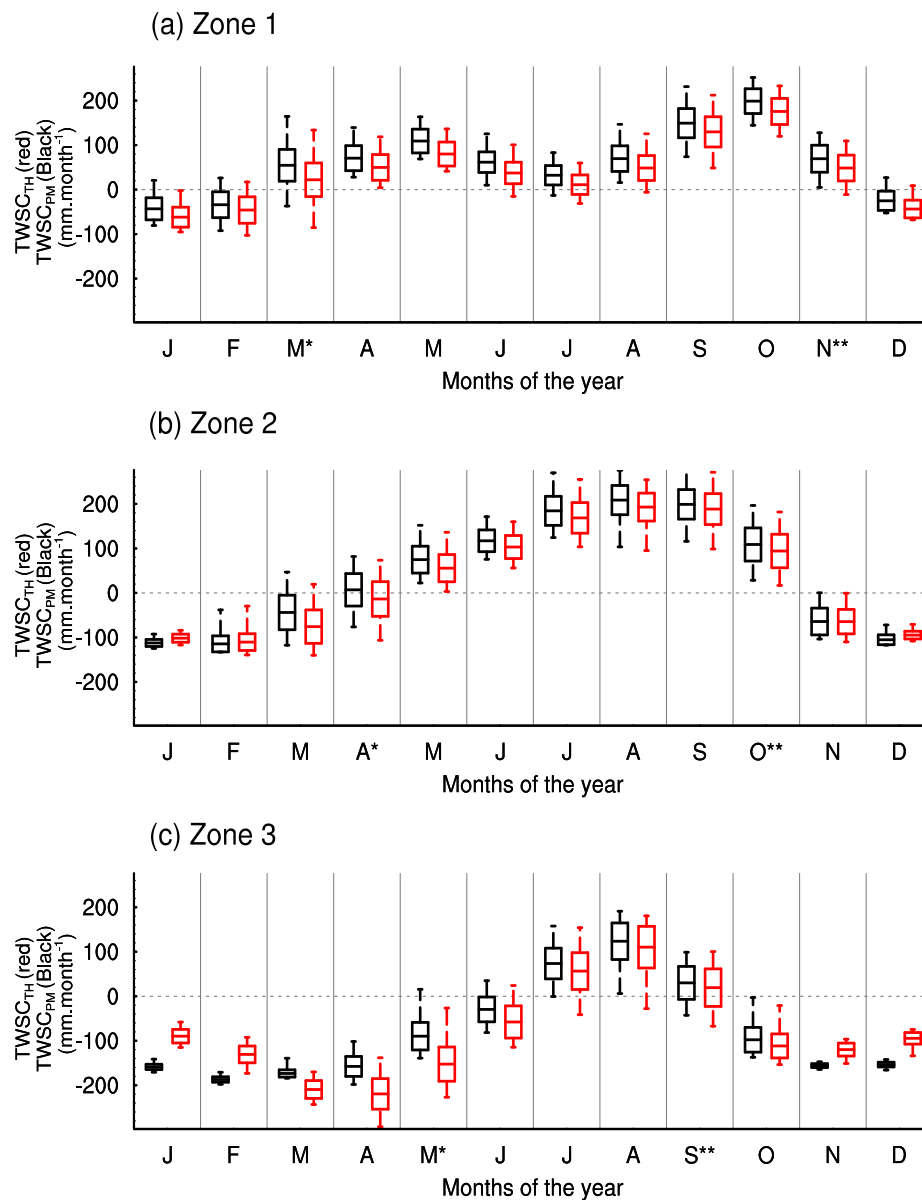 (a) Zone 1
TWSC_TH (red)
TWSC_PM (Black)
(mm.month^-1)
200
100
0
-100
-200
J F M* A M J J A S O N** D
Months of the year
(b) Zone 2
TWSC_TH (red)
TWSC_PM (Black)
(mm.month^-1)
200
100
0
-100
-200
J F M A* M J J A S O** N D
Months of the year
(c) Zone 3
TWSC_TH (red)
TWSC_PM (Black)
(mm.month^-1)
200
100
0
-100
-200
J F M A M* J J A S** O N D
Months of the year